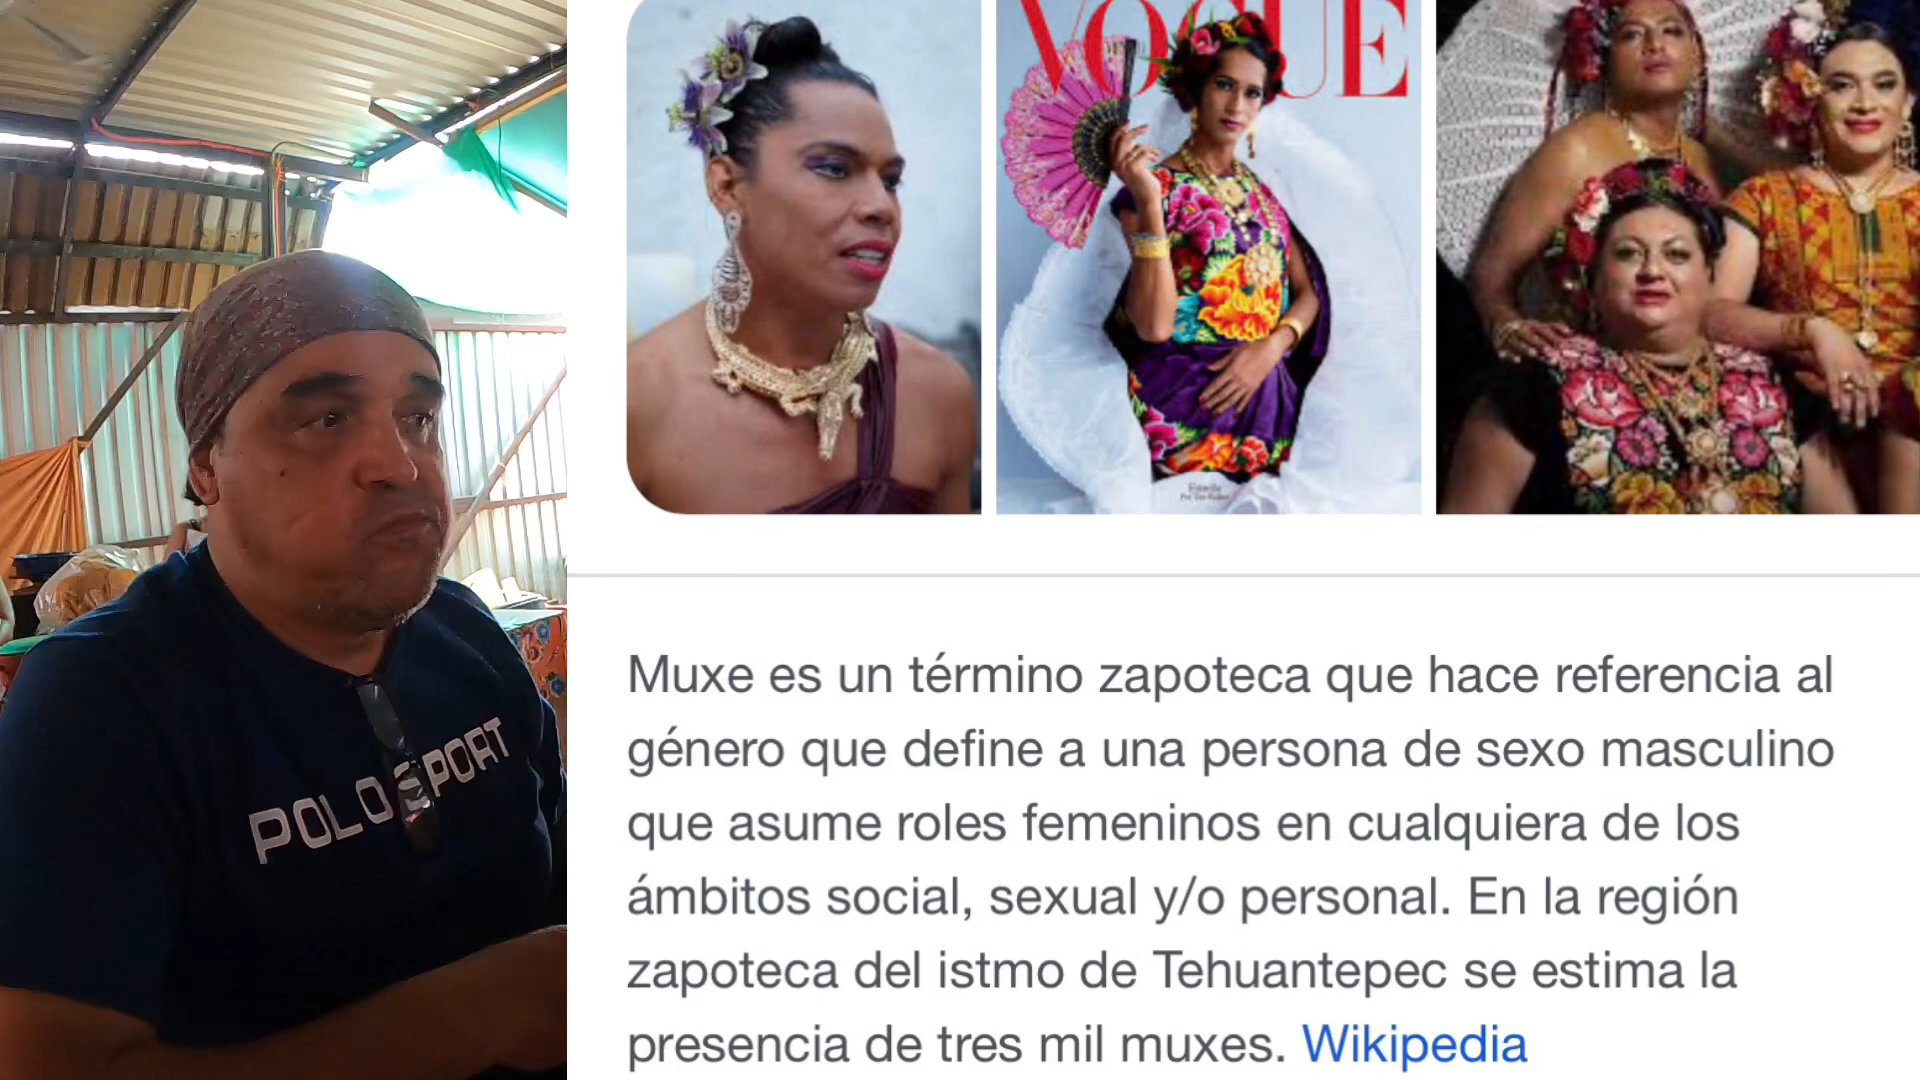 VOGUE
POLO SPORT
Muxe es un término zapoteca que hace referencia al
género que define a una persona de sexo masculino
que asume roles femeninos en cualquiera de los
ámbitos social, sexual y/o personal. En la región
zapoteca del istmo de Tehuantepec se estima la
presencia de tres mil muxes. Wikipedia